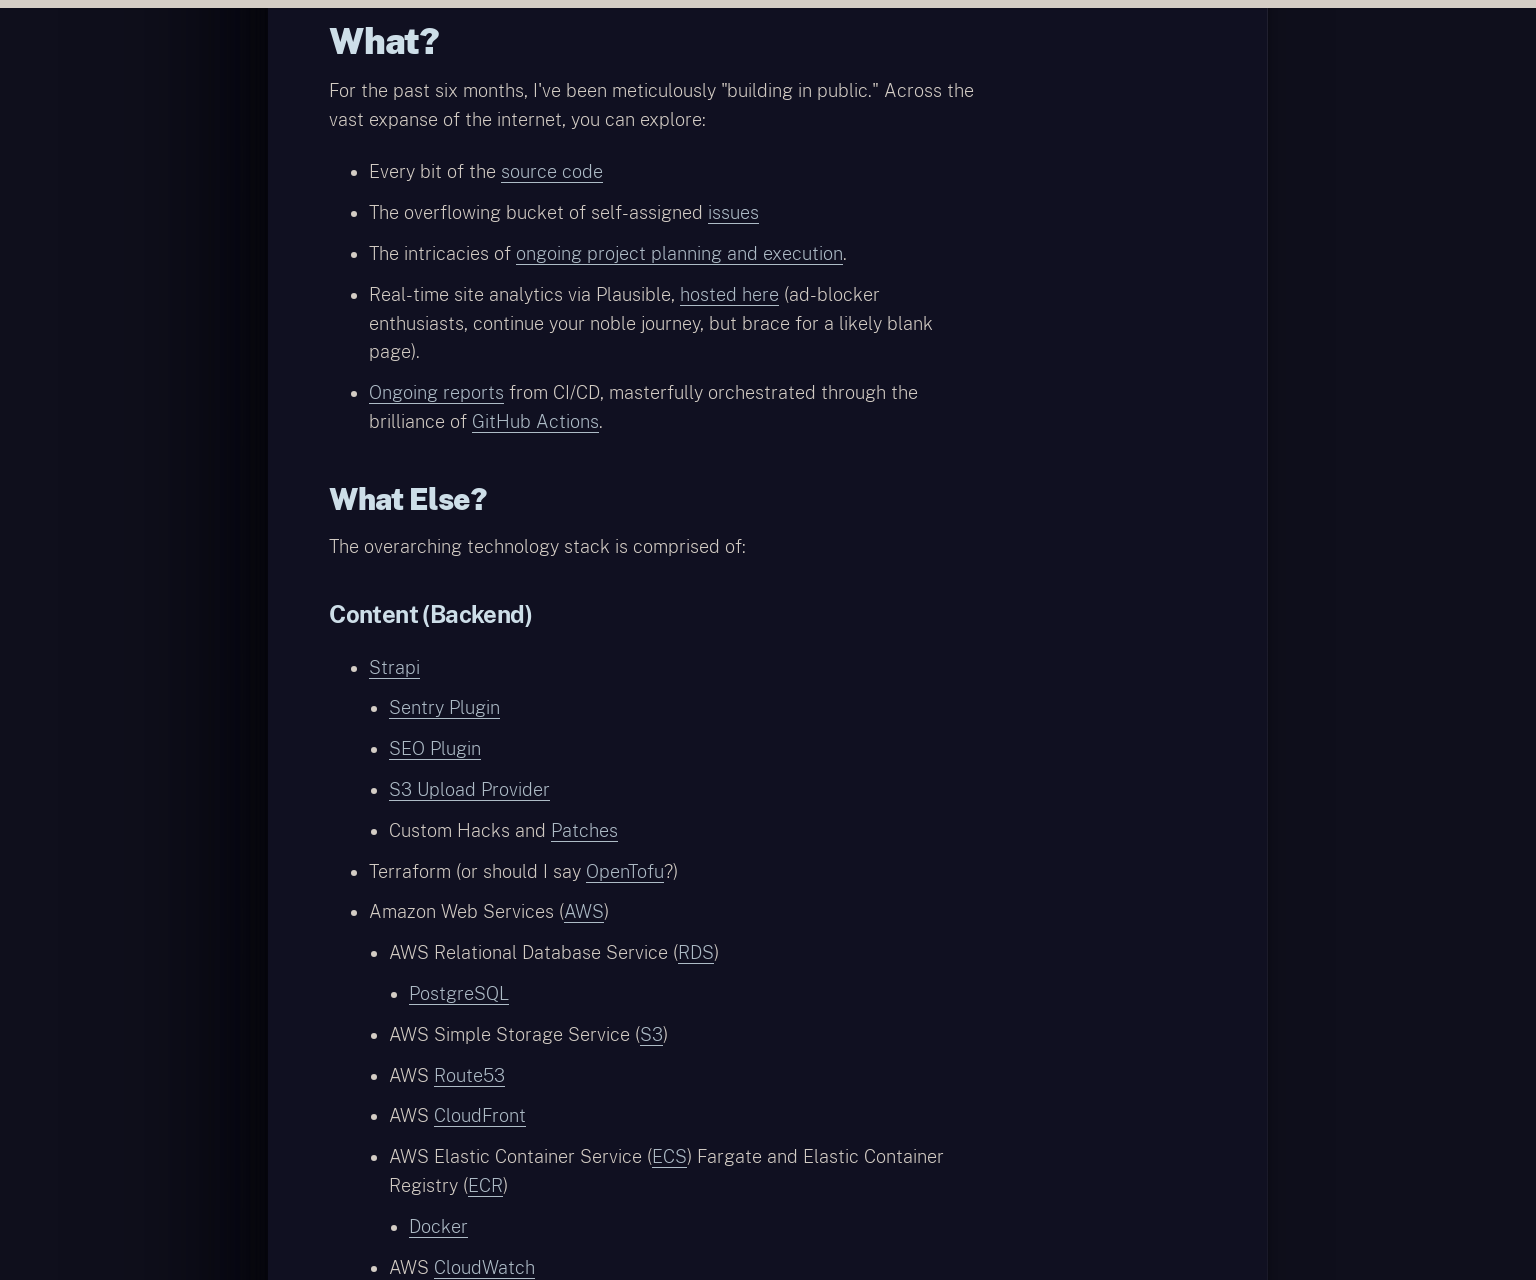 What?
For the past six months, I've been meticulously "building in public." Across the
vast expanse of the internet, you can explore:
Every bit of the source code
The overflowing bucket of self-assigned issues
The intricacies of ongoing project planning and execution.
Real-time site analytics via Plausible, hosted here (ad-blocker
enthusiasts, continue your noble journey, but brace for a likely blank
page).
Ongoing reports from CI/CD, masterfully orchestrated through the
brilliance of GitHub Actions.
What Else?
The overarching technology stack is comprised of:
Content (Backend)
Strapi
Sentry Plugin
SEO Plugin
S3 Upload Provider
Custom Hacks and Patches
Terraform (or should I say OpenTofu?)
Amazon Web Services (AWS)
AWS Relational Database Service (RDS)
PostgreSQL
AWS Simple Storage Service (S3)
AWS Route53
AWS CloudFront
AWS Elastic Container Service (ECS) Fargate and Elastic Container
Registry (ECR)
Docker
AWS CloudWatch